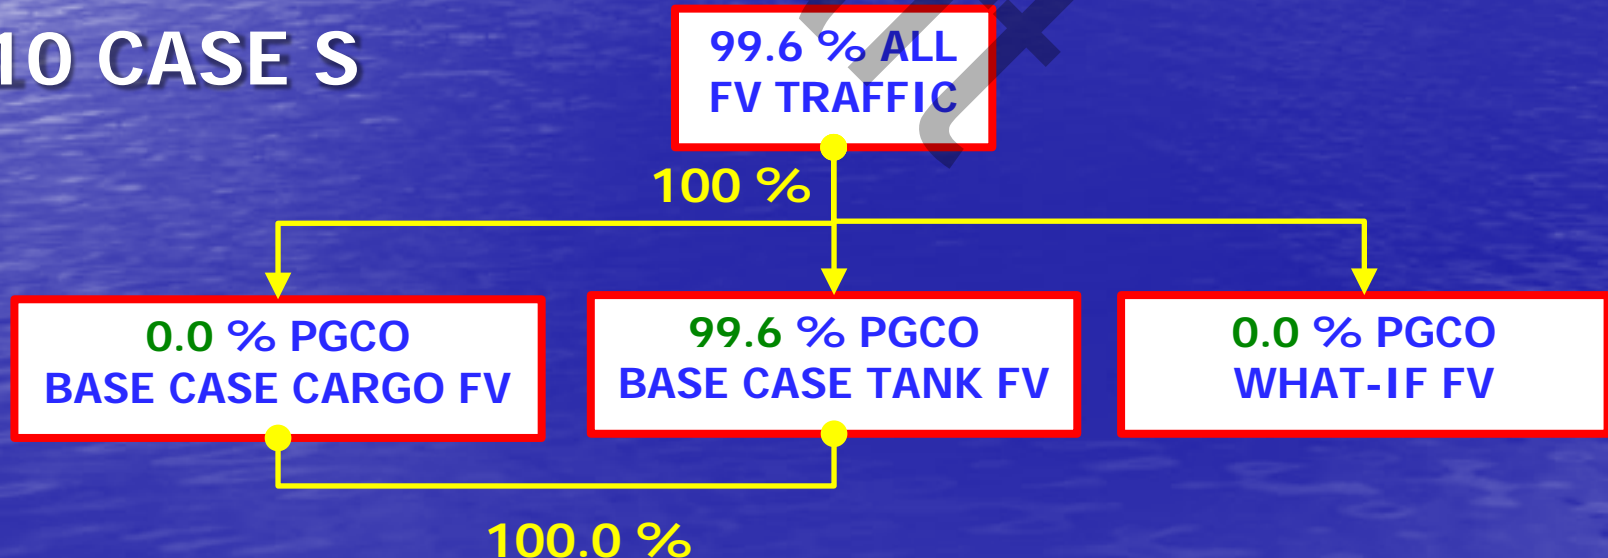 10 CASE S
99.6 % ALL
FV TRAFFIC
100 %
0.0 % PGCO
BASE CASE CARGO FV
99.6 % PGCO
BASE CASE TANK FV
0.0 % PGCO
WHAT-IF FV
100.0 %